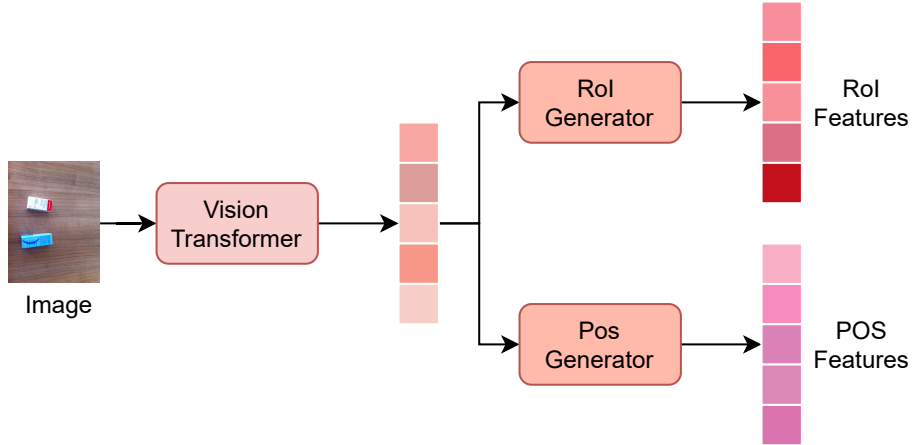 Image
Vision
Transformer
RoI
Generator
RoI
Features
Pos
Generator
POS
Features